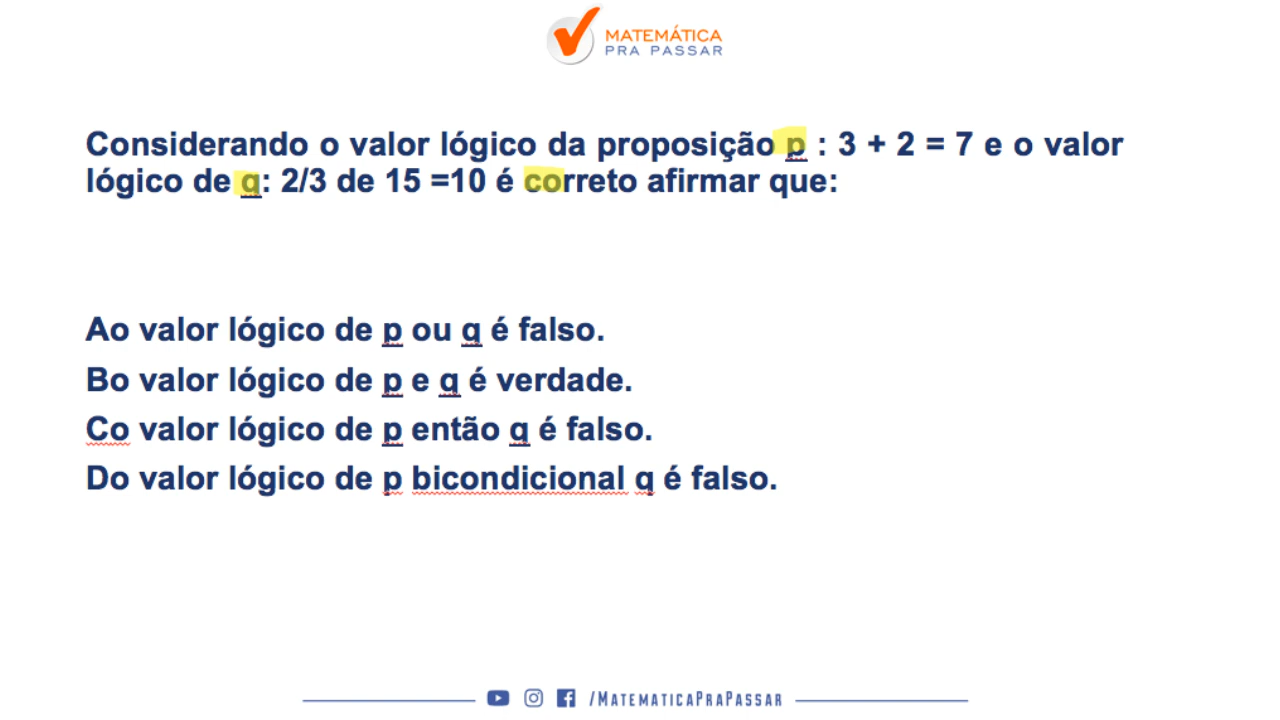 MATEMÁTICA
PRA PASSAR
Considerando o valor lógico da proposição p : 3 + 2 = 7 e o valor
lógico de q: 2/3 de 15 =10 é correto afirmar que:
Ao valor lógico de p ou q é falso.
Bo valor lógico de p e q é verdade.
Co valor lógico de p então q é falso.
Do valor lógico de p bicondicional q é falso.
/MATEMATICAPRAPASSAR